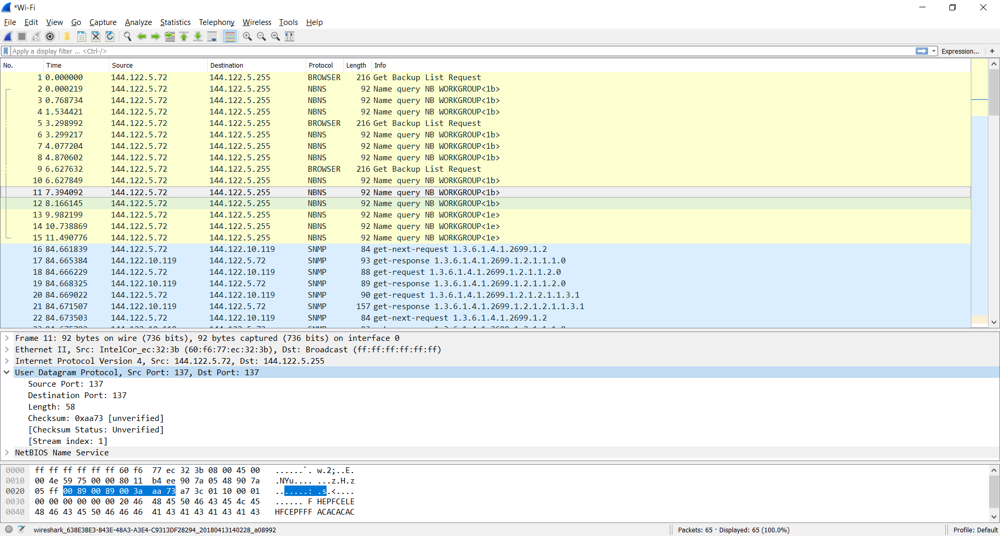 *Wi-Fi
File Edit View Go Capture Analyze Statistics Telephony Wireless Tools Help
Apply a display filter ... <Ctrl-/> Expression... +
No. Time Source Destination Protocol Length Info
1 0.000000 144.122.5.72 144.122.5.255 BROWSER 216 Get Backup List Request
2 0.000219 144.122.5.72 144.122.5.255 NBNS 92 Name query NB WORKGROUP<1b>
3 0.768734 144.122.5.72 144.122.5.255 NBNS 92 Name query NB WORKGROUP<1b>
4 1.534421 144.122.5.72 144.122.5.255 NBNS 92 Name query NB WORKGROUP<1b>
5 3.298992 144.122.5.72 144.122.5.255 BROWSER 216 Get Backup List Request
6 3.299217 144.122.5.72 144.122.5.255 NBNS 92 Name query NB WORKGROUP<1b>
7 4.077204 144.122.5.72 144.122.5.255 NBNS 92 Name query NB WORKGROUP<1b>
8 4.870602 144.122.5.72 144.122.5.255 NBNS 92 Name query NB WORKGROUP<1b>
9 6.627632 144.122.5.72 144.122.5.255 BROWSER 216 Get Backup List Request
10 6.627849 144.122.5.72 144.122.5.255 NBNS 92 Name query NB WORKGROUP<1b>
11 7.394092 144.122.5.72 144.122.5.255 NBNS 92 Name query NB WORKGROUP<1b>
12 8.166145 144.122.5.72 144.122.5.255 NBNS 92 Name query NB WORKGROUP<1b>
13 9.982199 144.122.5.72 144.122.5.255 NBNS 92 Name query NB WORKGROUP<1e>
14 10.738869 144.122.5.72 144.122.5.255 NBNS 92 Name query NB WORKGROUP<1e>
15 11.490776 144.122.5.72 144.122.5.255 NBNS 92 Name query NB WORKGROUP<1e>
16 84.661839 144.122.5.72 144.122.10.119 SNMP 84 get-next-request 1.3.6.1.4.1.2699.1.2
17 84.665384 144.122.10.119 144.122.5.72 SNMP 93 get-response 1.3.6.1.4.1.2699.1.2.1.1.1.0
18 84.666229 144.122.5.72 144.122.10.119 SNMP 88 get-request 1.3.6.1.4.1.2699.1.2.1.1.2.0
19 84.668325 144.122.10.119 144.122.5.72 SNMP 89 get-response 1.3.6.1.4.1.2699.1.2.1.1.2.0
20 84.669022 144.122.5.72 144.122.10.119 SNMP 90 get-request 1.3.6.1.4.1.2699.1.2.1.2.1.1.3.1
21 84.671507 144.122.10.119 144.122.5.72 SNMP 157 get-response 1.3.6.1.4.1.2699.1.2.1.2.1.1.3.1
22 84.673503 144.122.5.72 144.122.10.119 SNMP 84 get-next-request 1.3.6.1.4.1.2699.1.2
Frame 11: 92 bytes on wire (736 bits), 92 bytes captured (736 bits) on interface 0
Ethernet II, Src: IntelCor_ec:32:3b (60:f6:77:ec:32:3b), Dst: Broadcast (ff:ff:ff:ff:ff:ff)
Internet Protocol Version 4, Src: 144.122.5.72, Dst: 144.122.5.255
User Datagram Protocol, Src Port: 137, Dst Port: 137
Source Port: 137
Destination Port: 137
Length: 58
Checksum: 0xaa73 [unverified]
[Checksum Status: Unverified]
[Stream index: 1]
NetBIOS Name Service
0000 ff ff ff ff ff ff 60 f6 77 ec 32 3b 08 00 45 00 ......`. w.2;..E.
0010 00 4e 59 75 00 00 80 11 b4 ee 90 7a 05 48 90 7a .NYu.... ...z.H.z
0020 05 ff 00 89 00 89 00 3a aa 73 a7 3c 01 10 00 01 .......: .s.<....
0030 00 00 00 00 00 00 20 46 48 45 50 46 43 45 4c 45 ...... F HEPFCELE
0040 48 46 43 45 50 46 46 46 41 43 41 43 41 43 41 43 HFCEPFFF ACACACAC
wireshark_638E3BE3-843E-48A3-A3E4-C9313DF28294_20180413140228_a08992 Packets: 65 · Displayed: 65 (100.0%) Profile: Default